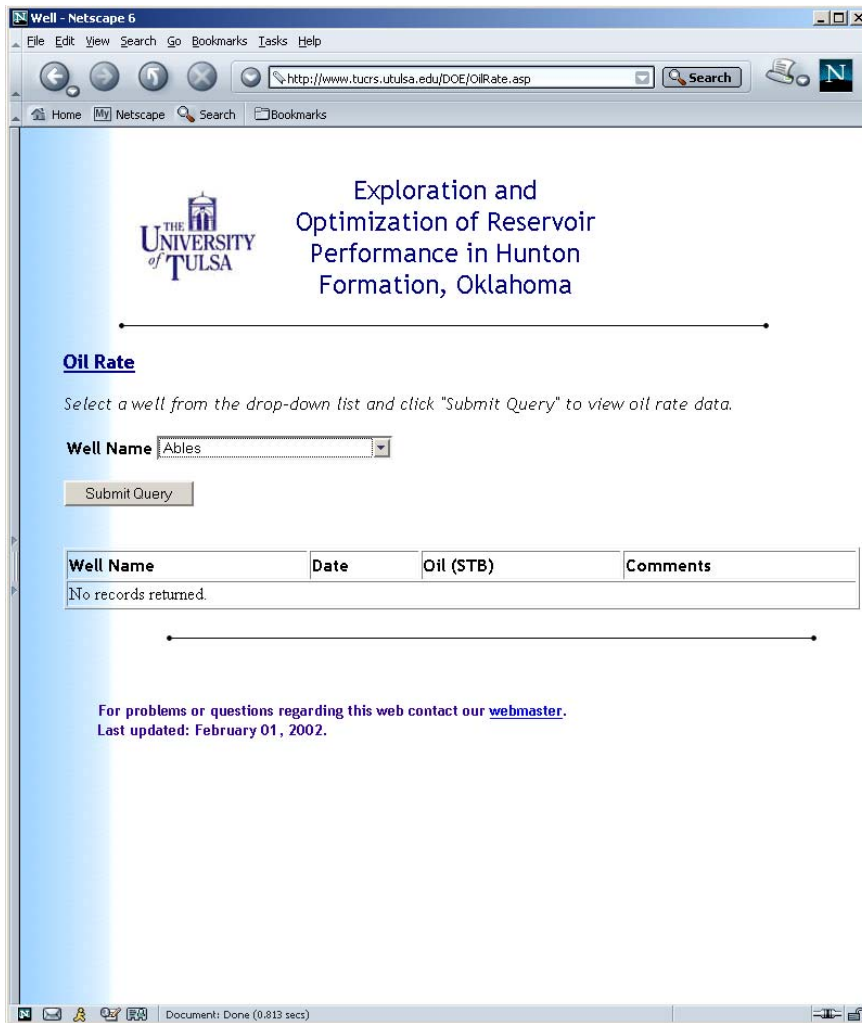 Well - Netscape 6
File Edit View Search Go Bookmarks Tasks Help
http://www.tucrs.utulsa.edu/DOE/OilRate.asp Search N
Home My Netscape Search Bookmarks
THE
UNIVERSITY
of TULSA
Exploration and
Optimization of Reservoir
Performance in Hunton
Formation, Oklahoma
Oil Rate
Select a well from the drop-down list and click "Submit Query" to view oil rate data.
Well Name Ables
Submit Query
Well Name Date Oil (STB) Comments
No records returned.
For problems or questions regarding this web contact our webmaster.
Last updated: February 01, 2002.
Document: Done (0.813 secs)